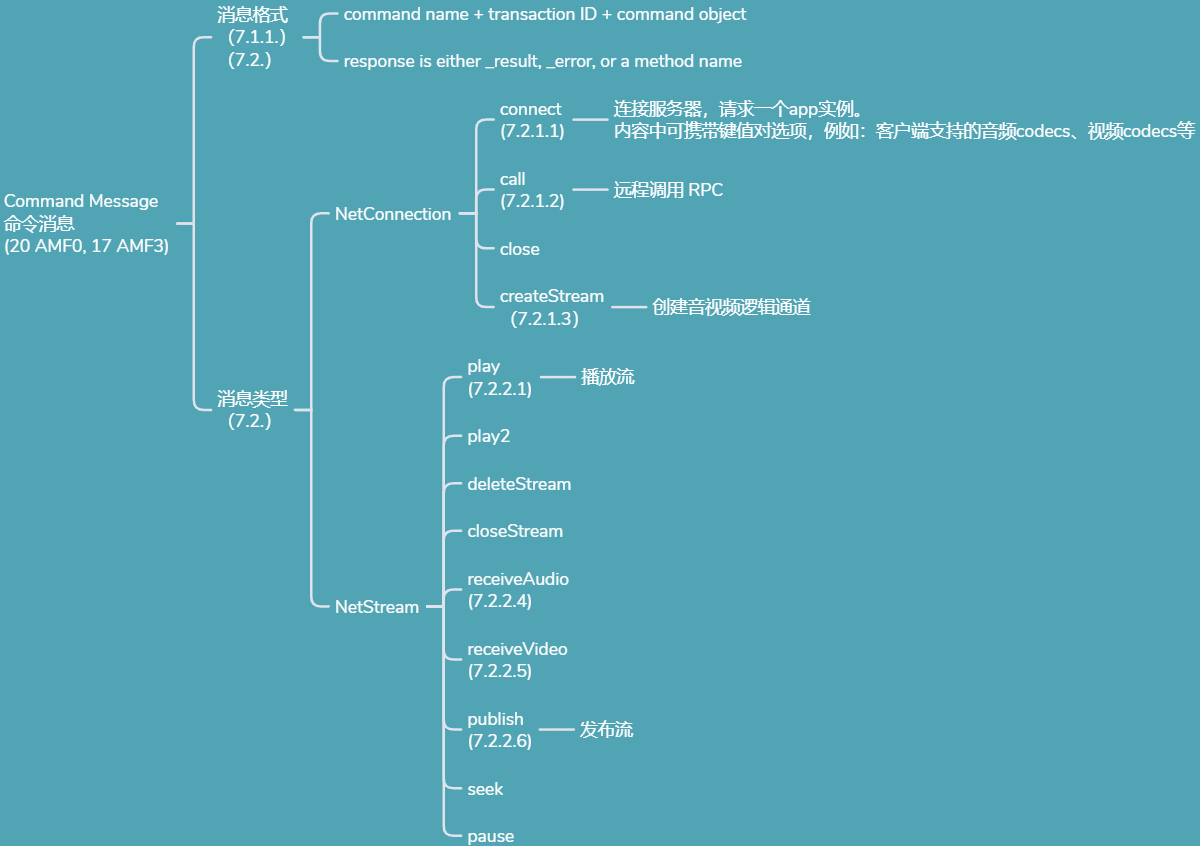 Command Message
命令消息
(20 AMF0, 17 AMF3)
消息格式
(7.1.1.)
(7.2.)
command name + transaction ID + command object
response is either _result, _error, or a method name
消息类型
(7.2.)
NetConnection
connect
(7.2.1.1)
连接服务器，请求一个app实例。
内容中可携带键值对选项，例如：客户端支持的音频codecs、视频codecs等
call
(7.2.1.2)
远程调用 RPC
close
createStream
(7.2.1.3)
创建音视频逻辑通道
NetStream
play
(7.2.2.1)
播放流
play2
deleteStream
closeStream
receiveAudio
(7.2.2.4)
receiveVideo
(7.2.2.5)
publish
(7.2.2.6)
发布流
seek
pause